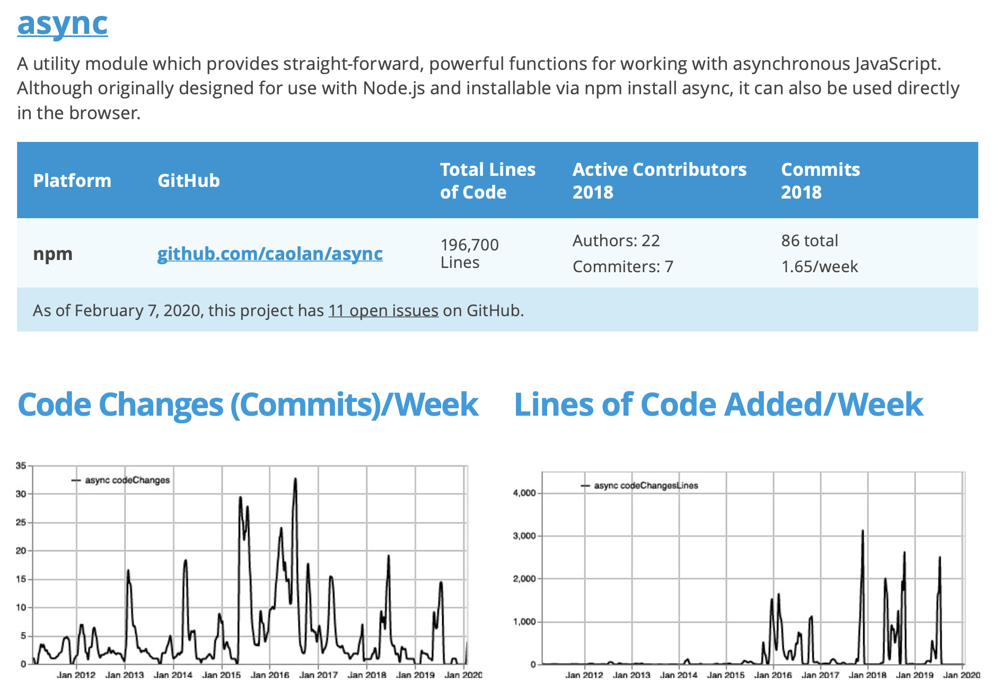 async
A utility module which provides straight-forward, powerful functions for working with asynchronous JavaScript.
Although originally designed for use with Node.js and installable via npm install async, it can also be used directly
in the browser.
Platform GitHub Total Lines of Code Active Contributors 2018 Commits 2018
npm github.com/caolan/async 196,700 Lines Authors: 22 Commiters: 7 86 total 1.65/week
As of February 7, 2020, this project has 11 open issues on GitHub.
Code Changes (Commits)/Week
35
30
25
20
15
10
5
0
async codeChanges
Jan 2012 Jan 2013 Jan 2014 Jan 2015 Jan 2016 Jan 2017 Jan 2018 Jan 2019 Jan 2020
Lines of Code Added/Week
4,000
3,000
2,000
1,000
0
async codeChangesLines
Jan 2012 Jan 2013 Jan 2014 Jan 2015 Jan 2016 Jan 2017 Jan 2018 Jan 2019 Jan 2020